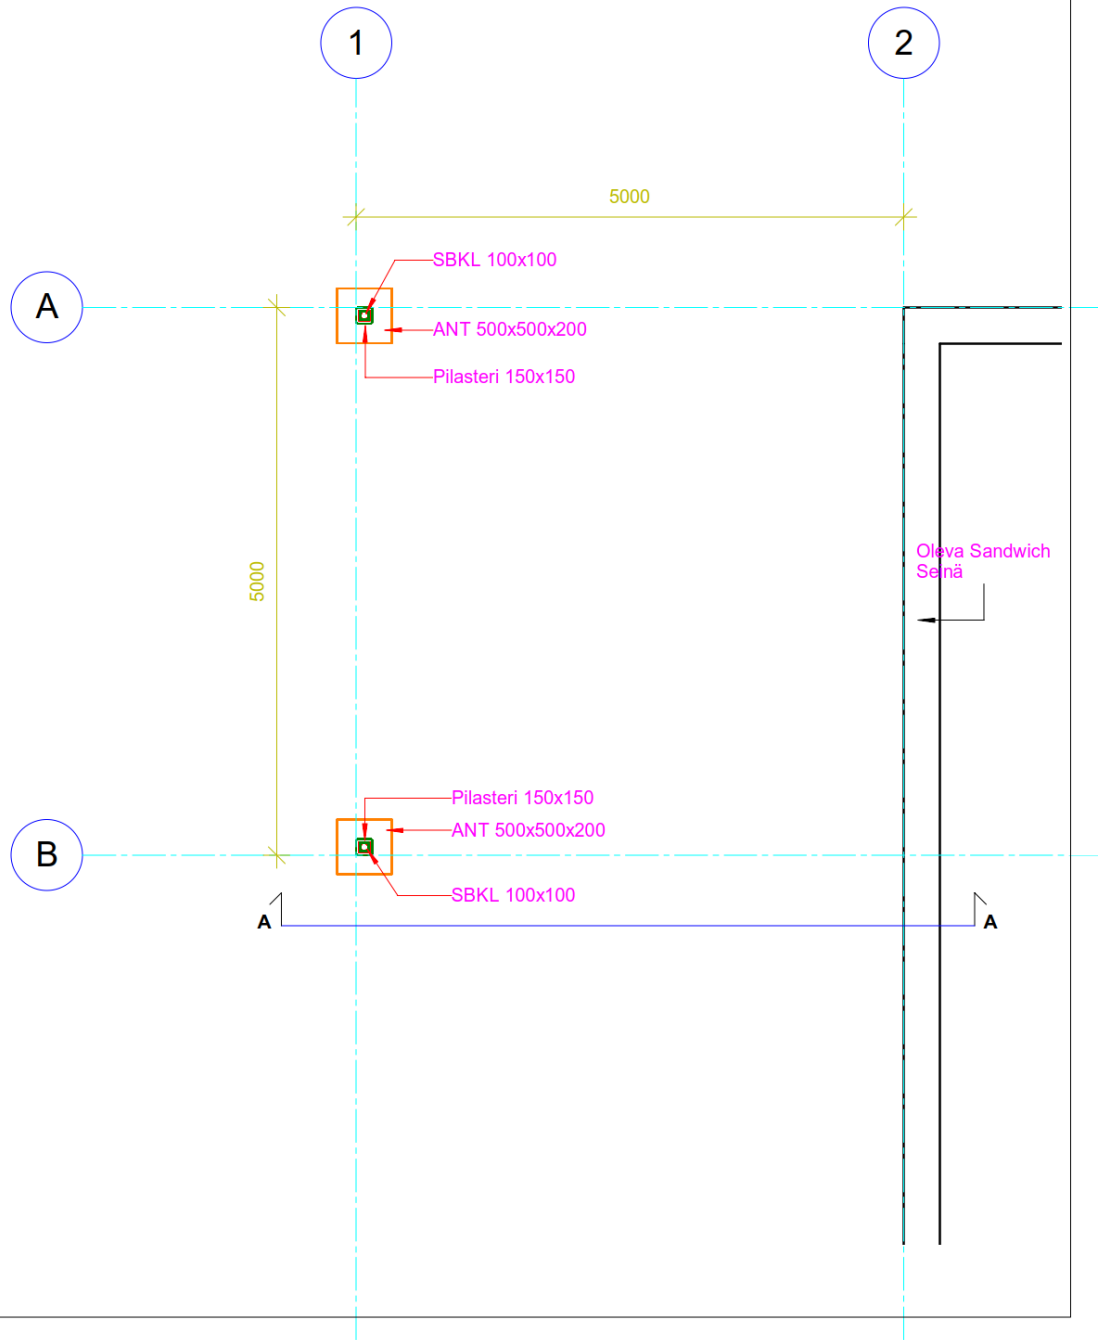 1
2
5000
SBKL 100x100
A
ANT 500x500x200
Pilasteri 150x150
Oleva Sandwich
Seinä
5000
Pilasteri 150x150
ANT 500x500x200
B
SBKL 100x100
A
A